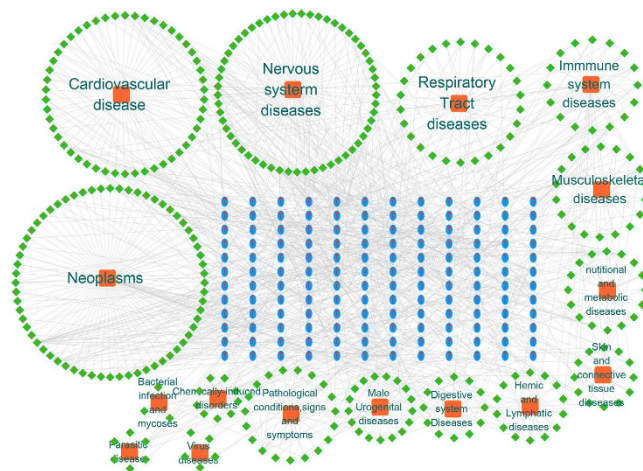 Cardiovascular
disease
Nervous
systerm
diseases
Respiratory
Tract
diseases
Immmune
system
diseases
Musculoskeletal
diseases
Neoplasms
nutitional
and
metabolic
diseases
Skin
and
connective
tissue
diseases
Bacterial
infection
and
mycoses
Chemically-induced
disorders
Pathological
conditions,signs
and
symptoms
Male
Urogenital
diseases
Digestive
system
Diseases
Hemic
and
Lymphatic
diseases
Parasitic
disease
Virus
diseases